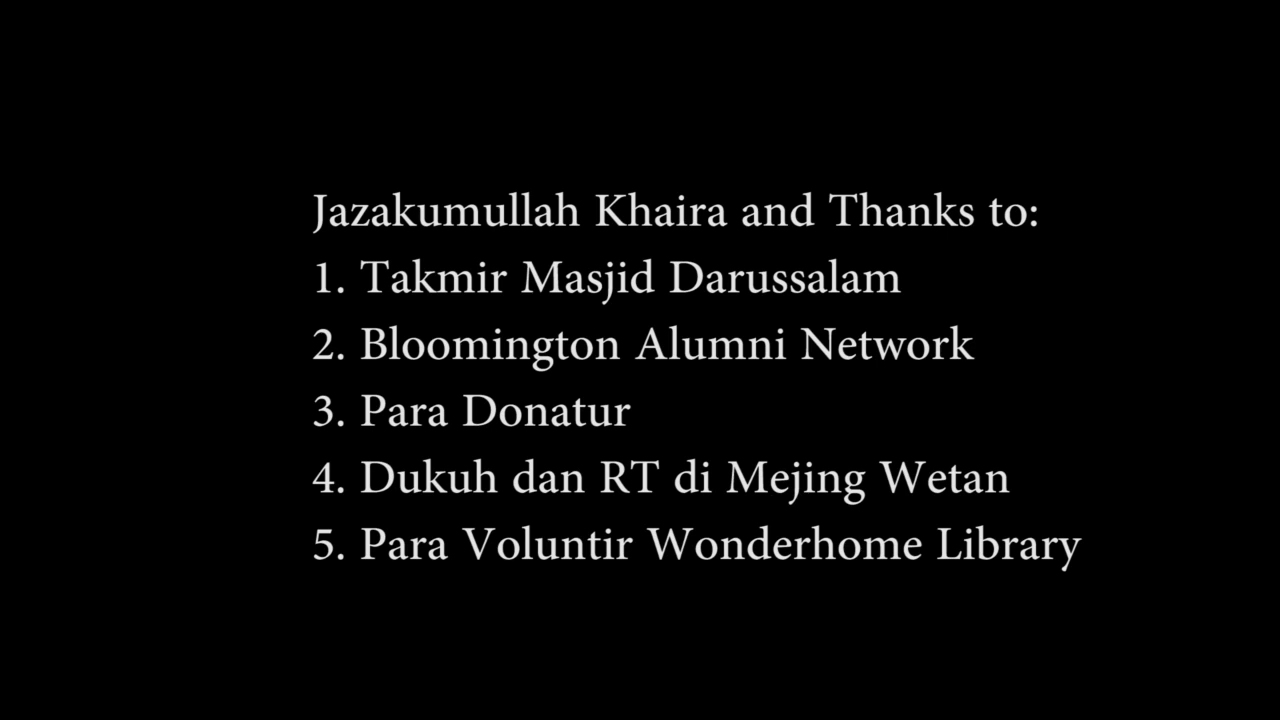 Jazakumullah Khaira and Thanks to:
1. Takmir Masjid Darussalam
2. Bloomington Alumni Network
3. Para Donatur
4. Dukuh dan RT di Mejing Wetan
5. Para Voluntir Wonderhome Library